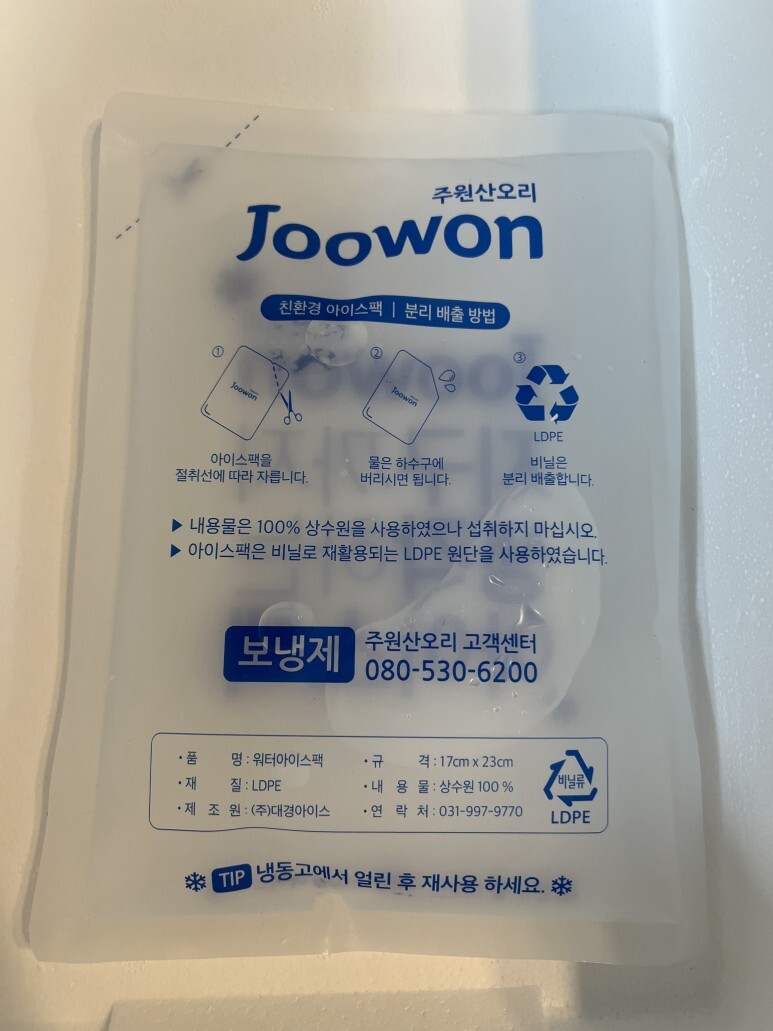 주원산오리
Joowon
친환경 아이스팩 | 분리 배출 방법
① ② ③
Joowon Joowon
LDPE
아이스팩을 물은 하수구에 비닐은
절취선에 따라 자릅니다. 버리시면 됩니다. 분리 배출합니다.
▶ 내용물은 100% 상수원을 사용하였으나 섭취하지 마십시오.
▶ 아이스팩은 비닐로 재활용되는 LDPE 원단을 사용하였습니다.
보냉제 주원산오리 고객센터
080-530-6200
· 품 명 : 워터아이스팩 · 규 격 : 17cm x 23cm
· 재 질 : LDPE · 내 용 물 : 상수원 100 %
· 제 조 원 : (주)대경아이스 · 연 락 처 : 031-997-9770
비닐류
LDPE
TIP 냉동고에서 얼린 후 재사용 하세요.